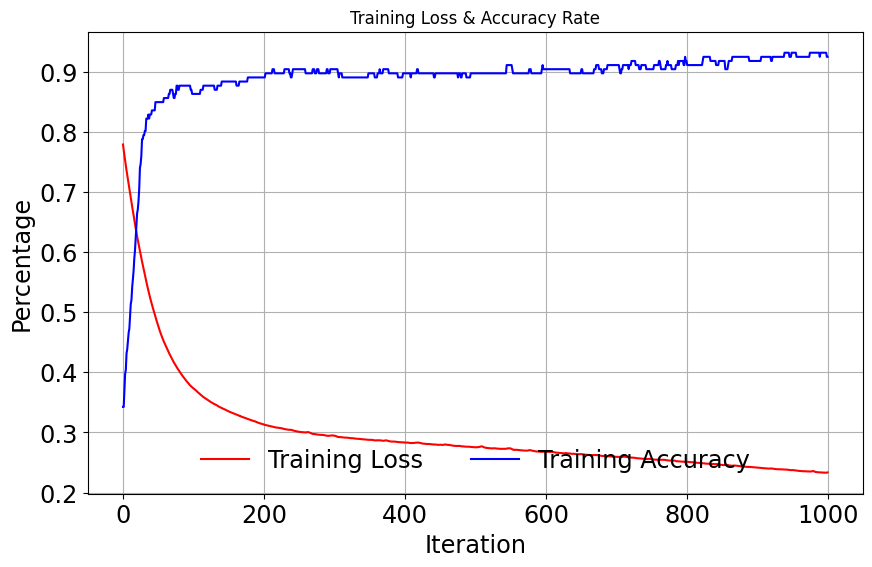 Training Loss & Accuracy Rate
Percentage
0.9
0.8
0.7
0.6
0.5
0.4
0.3
0.2
Training Loss Training Accuracy
0 200 400 600 800 1000
Iteration